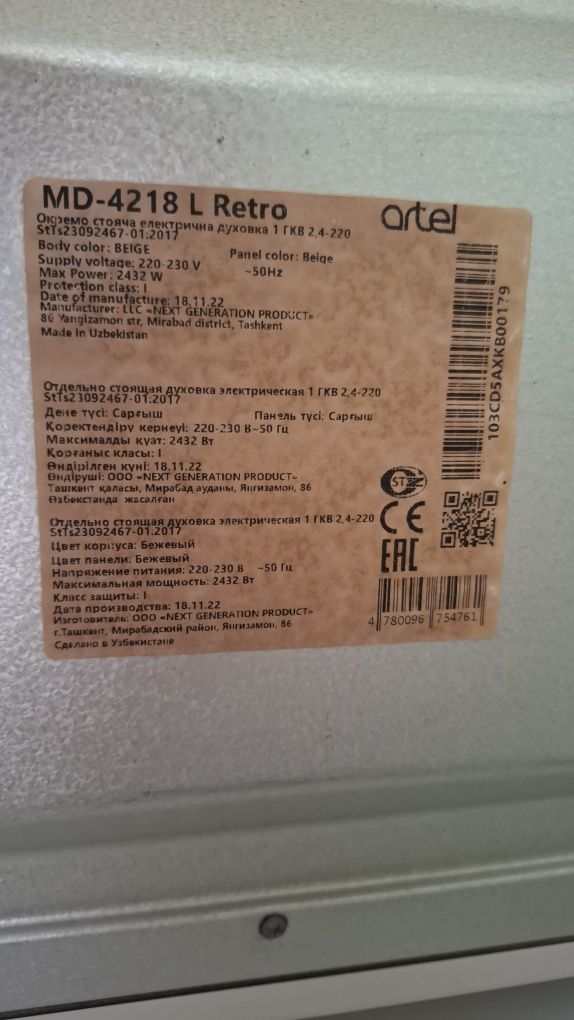 MD-4218 L Retro
artel
Окремо стояча електрична духовка 1 ГКВ 2,4-220
StTs23092467-01.2017
Body color: BEIGE
Panel color: Beige
Supply voltage: 220-230 V
~50Hz
Max Power: 2432 W
Protection class: I
Date of manufacture: 18.11.22
Manufacturer: LLC «NEXT GENERATION PRODUCT»
86 Yangizamon str, Mirabad district, Tashkent
Made in Uzbekistan
103CD5AXKB00179
Отдельно стоящая духовка электрическая 1 ГКВ 2,4-220
StTs23092467-01.2017
Дене түсі: Сарғыш
Панель түсі: Сарғыш
Қоректендіру кернеуі: 220-230 В~50 Гц
Максималды қуат: 2432 Вт
Қорғаныс класы: I
Өндірілген күні: 18.11.22
Өндіруші: ООО «NEXT GENERATION PRODUCT»
Ташкент қаласы, Мирабад ауданы, Янгизамон, 86
Өзбекстанда жасалған
ST
CE
EAC
Отдельно стоящая духовка электрическая 1 ГКВ 2,4-220
StTs23092467-01.2017
Цвет корпуса: Бежевый
Цвет панели: Бежевый
Напряжение питания: 220-230 В ~50 Гц
Максимальная мощность: 2432 Вт
Класс защиты: I
Дата производства: 18.11.22
Изготовитель: ООО «NEXT GENERATION PRODUCT»
г.Ташкент, Мирабадский район, Янгизамон, 86
Сделано в Узбекистане
4 780096 754761